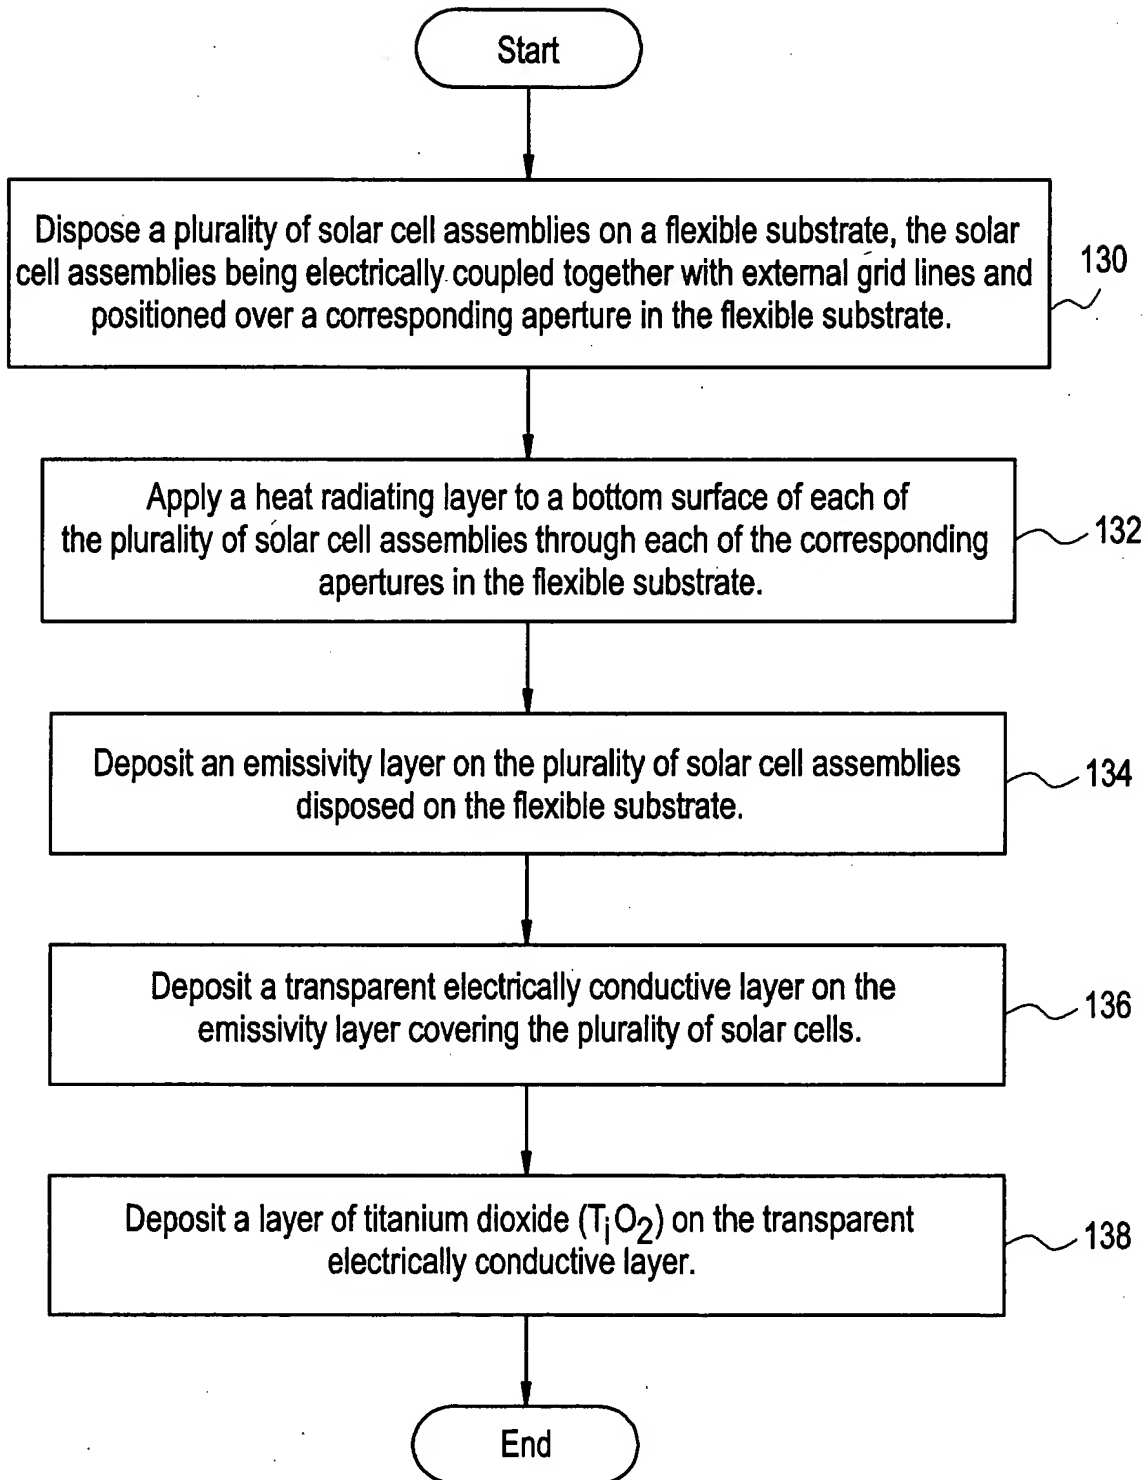 Start
Dispose a plurality of solar cell assemblies on a flexible substrate, the solar
cell assemblies being electrically coupled together with external grid lines and
positioned over a corresponding aperture in the flexible substrate.
130
Apply a heat radiating layer to a bottom surface of each of
the plurality of solar cell assemblies through each of the corresponding
apertures in the flexible substrate.
132
Deposit an emissivity layer on the plurality of solar cell assemblies
disposed on the flexible substrate.
134
Deposit a transparent electrically conductive layer on the
emissivity layer covering the plurality of solar cells.
136
Deposit a layer of titanium dioxide (TiO2) on the transparent
electrically conductive layer.
138
End